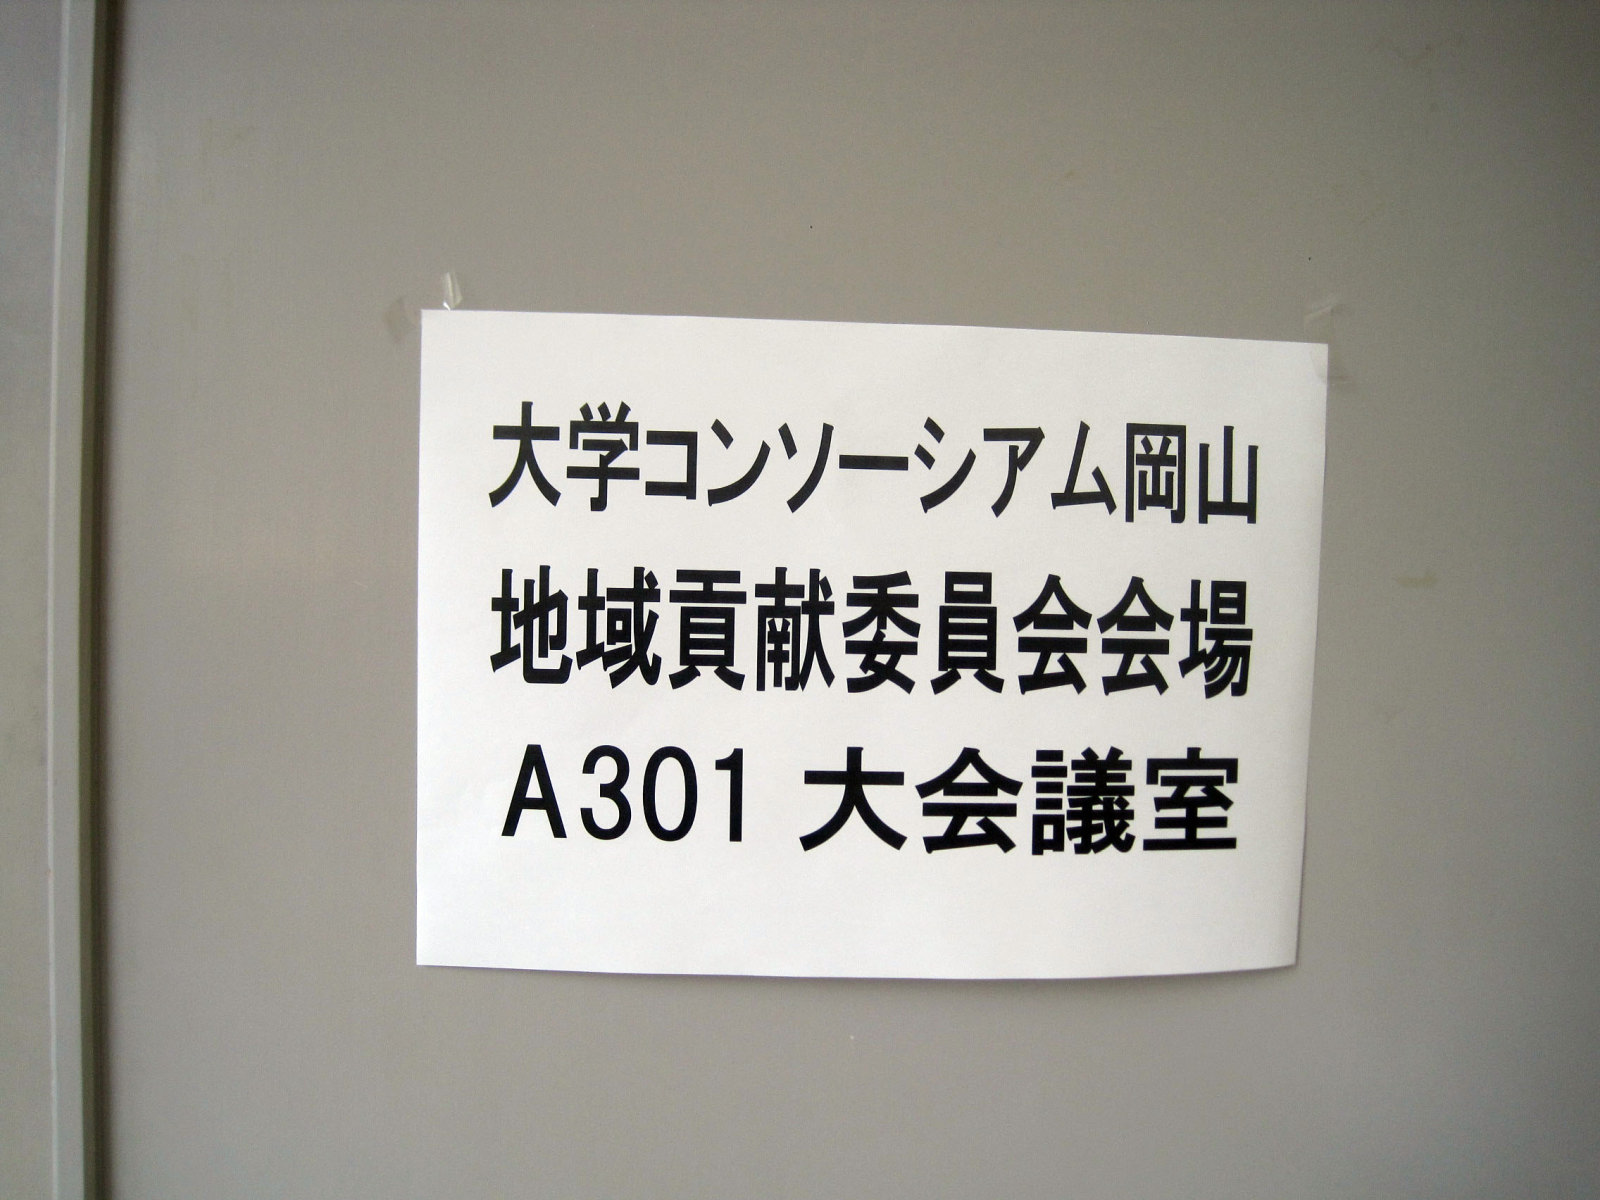 大学コンソーシアム岡山
地域貢献委員会会場
A301 大会議室